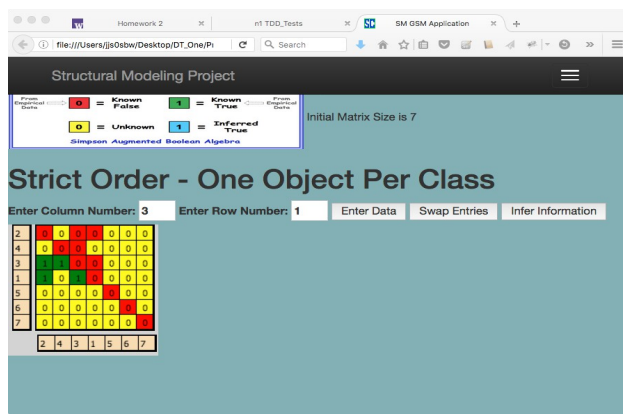 W Homework 2 × n1 TDD_Tests × SD SM GSM Application × +
file:///Users/jjs0sbw/Desktop/DT_One/Pr Search
Structural Modeling Project
From Empirical Data 0 = Known False 1 = Known True From Empirical Data
0 = Unknown 1 = Inferred True
Simpson Augmented Boolean Algebra
Initial Matrix Size is 7
Strict Order - One Object Per Class
Enter Column Number: 3 Enter Row Number: 1 Enter Data Swap Entries Infer Information
2 0 0 0 0 0 0 0
4 0 0 0 0 0 0 0
3 1 1 0 0 0 0 0
1 1 0 1 0 0 0 0
5 0 0 0 0 0 0 0
6 0 0 0 0 0 0 0
7 0 0 0 0 0 0 0
2 4 3 1 5 6 7